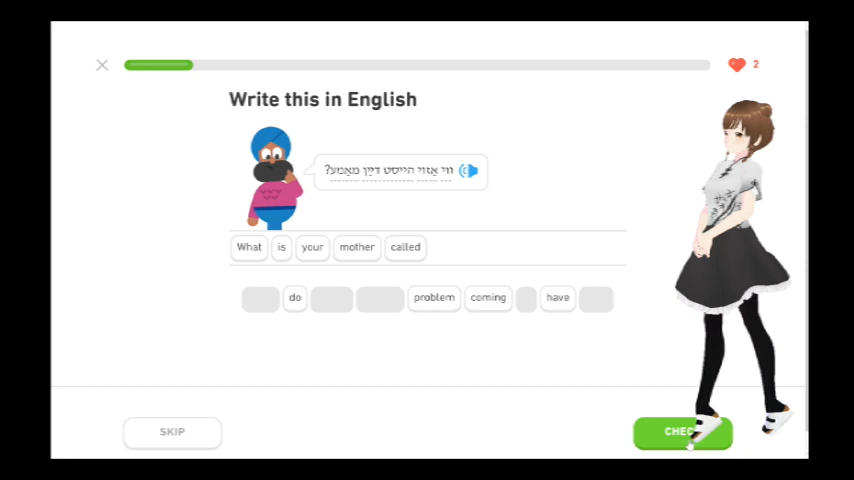 2
Write this in English
ווי אַזוי הייסט דײַן מאַמע?
What is your mother called
do problem coming have
SKIP